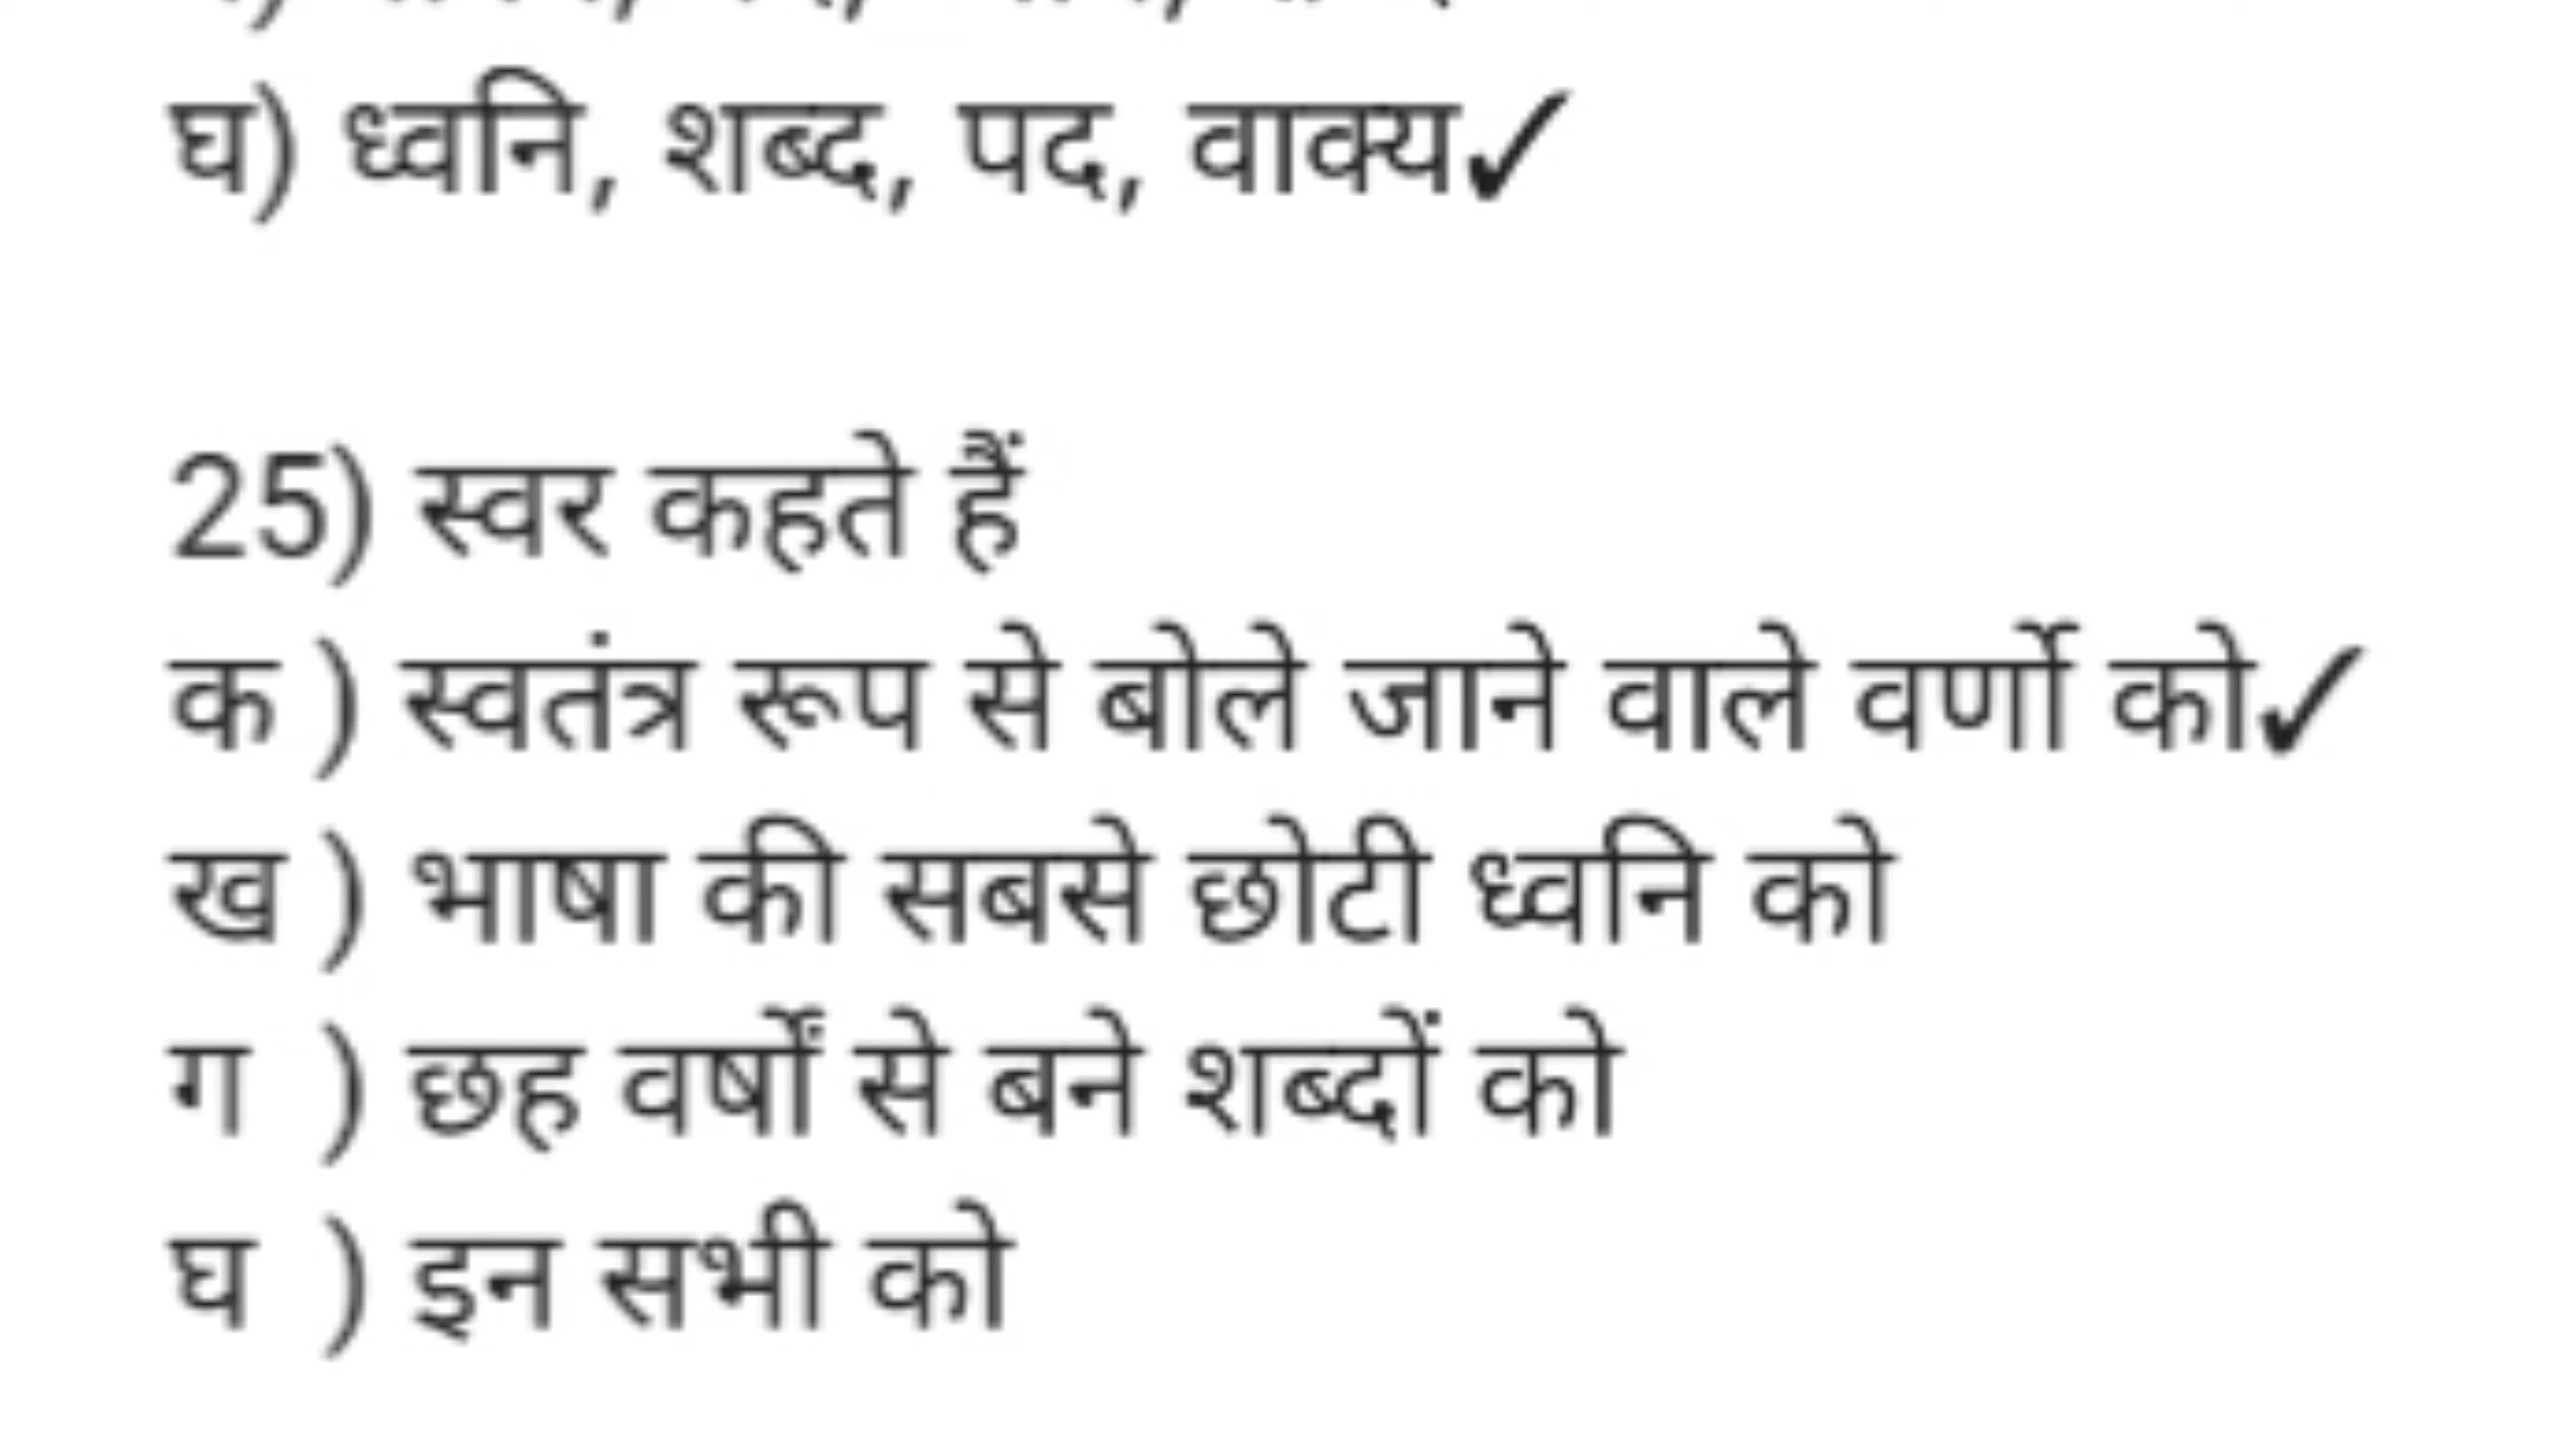 घ) ध्वनि, शब्द, पद, वाक्य✓
25) स्वर कहते हैं
क ) स्वतंत्र रूप से बोले जाने वाले वर्णो को✓
ख ) भाषा की सबसे छोटी ध्वनि को
ग ) छह वर्षों से बने शब्दों को
घ ) इन सभी को